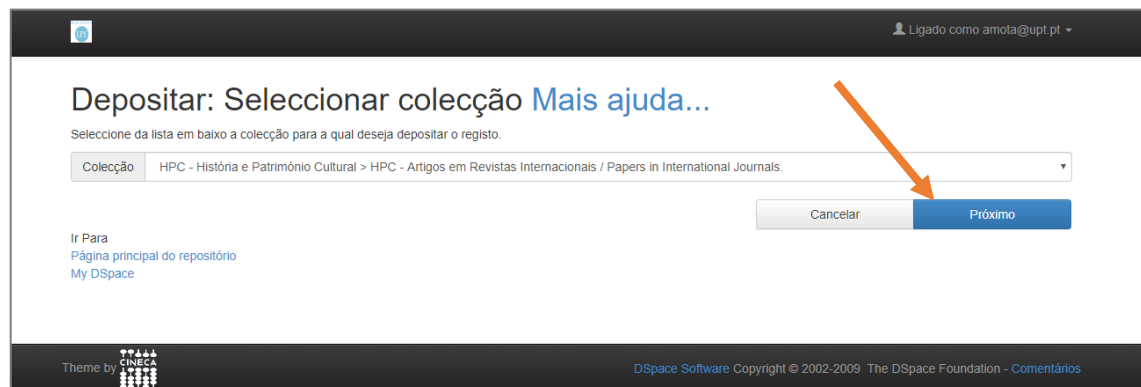 UPT
Ligado como amota@upt.pt
Depositar: Seleccionar colecção Mais ajuda...
Seleccione da lista em baixo a colecção para a qual deseja depositar o registo.
Colecção HPC - História e Património Cultural > HPC - Artigos em Revistas Internacionais / Papers in International Journals.
Cancelar Próximo
Ir Para
Página principal do repositório
My DSpace
Theme by CINECA
DSpace Software Copyright © 2002-2009 The DSpace Foundation - Comentários